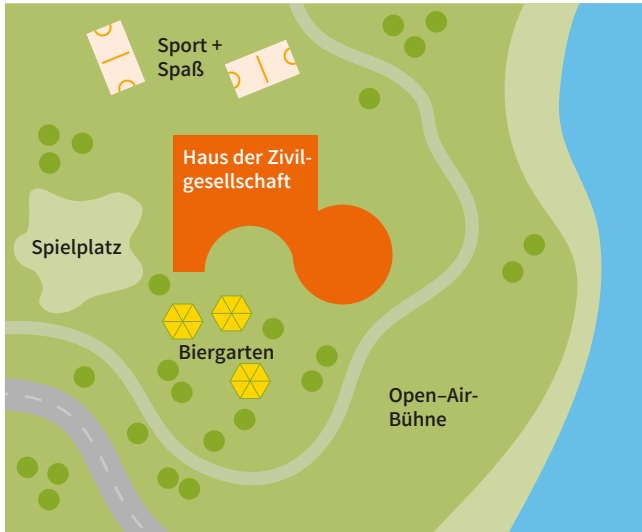 Sport +
Spaß
Haus der Zivil-
gesellschaft
Spielplatz
Biergarten
Open–Air-
Bühne